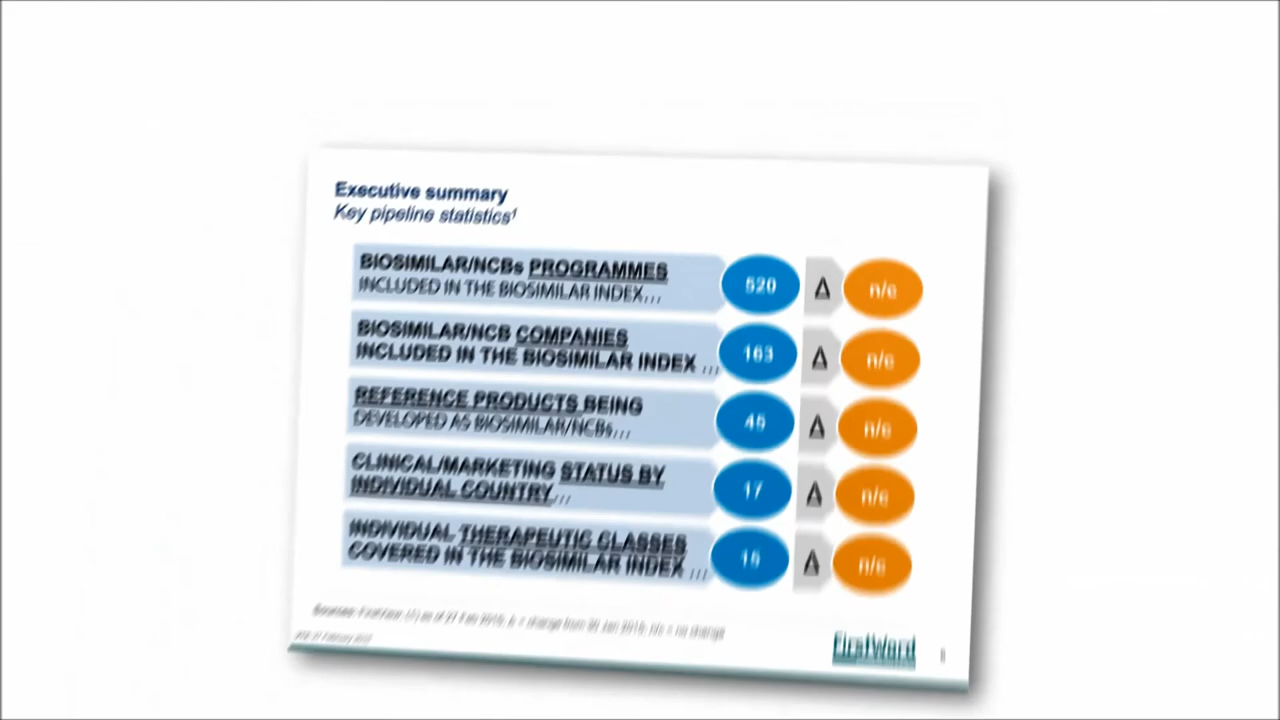 Executive summary
Key pipeline statistics¹
BIOSIMILAR/NCBs PROGRAMMES
INCLUDED IN THE BIOSIMILAR INDEX... 520 Δ n/c
BIOSIMILAR/NCB COMPANIES
INCLUDED IN THE BIOSIMILAR INDEX ... 163 Δ n/c
REFERENCE PRODUCTS BEING
DEVELOPED AS BIOSIMILAR/NCBs... 45 Δ n/c
CLINICAL/MARKETING STATUS BY
INDIVIDUAL COUNTRY... 17 Δ n/c
INDIVIDUAL THERAPEUTIC CLASSES
COVERED IN THE BIOSIMILAR INDEX ... Δ n/c
FirstWord